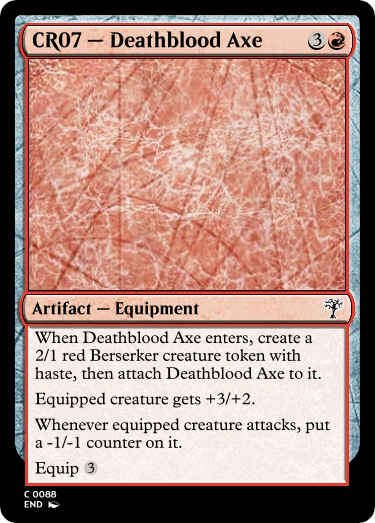 CR07 — Deathblood Axe 3
Artifact — Equipment
When Deathblood Axe enters, create a
2/1 red Berserker creature token with
haste, then attach Deathblood Axe to it.
Equipped creature gets +3/+2.
Whenever equipped creature attacks, put
a -1/-1 counter on it.
Equip 3
C 0088
END